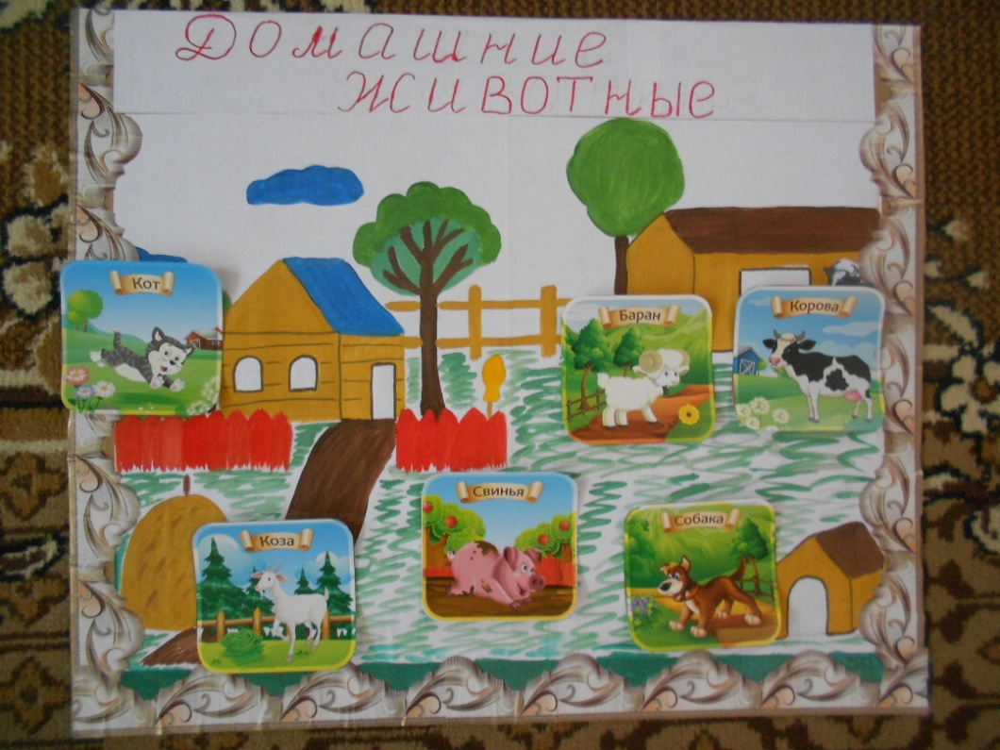 Домашние
животные
Кот
Баран
Корова
Свинья
Собака
Коза